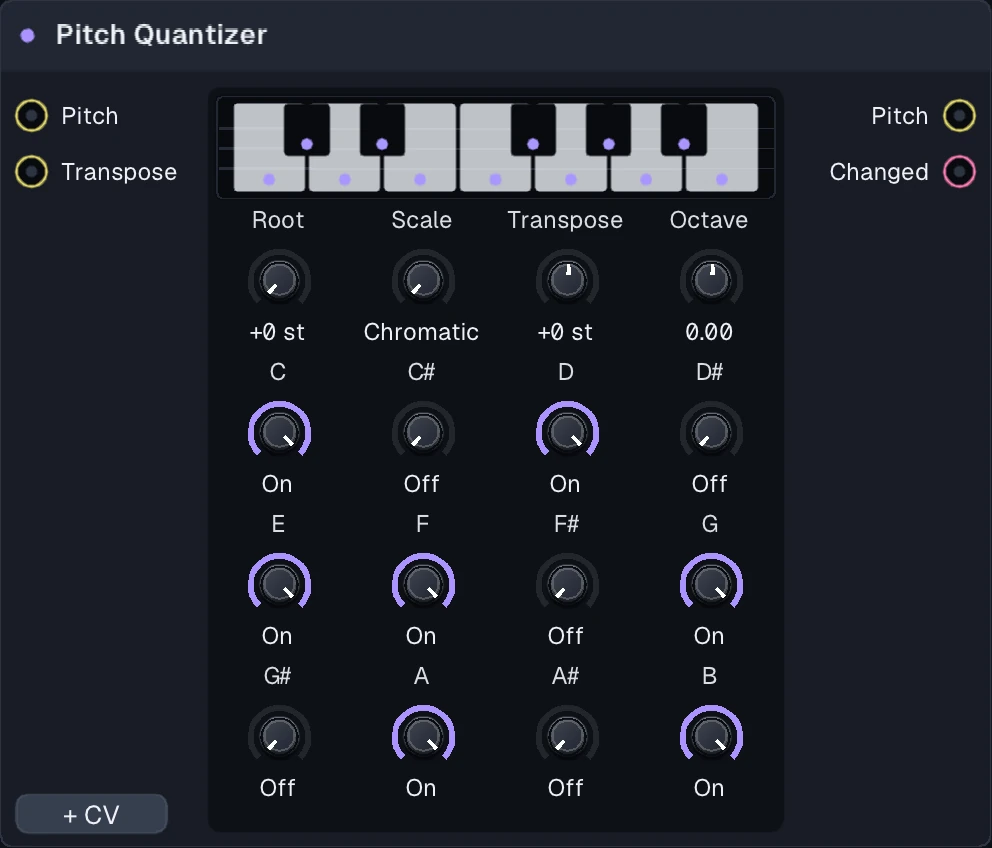 Pitch Quantizer
Pitch
Transpose
Pitch
Changed
Root Scale Transpose Octave
+0 st Chromatic +0 st 0.00
C C# D D#
On Off On Off
E F F# G
On On Off On
G# A A# B
Off On Off On
+ CV